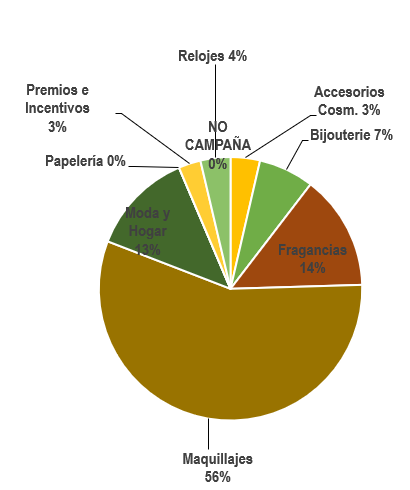 Relojes 4%
Premios e
Incentivos
3%
Accesorios
Cosm. 3%
NO
CAMPAÑA
0%
Bijouterie 7%
Papelería 0%
Moda y
Hogar
13%
Fragancias
14%
Maquillajes
56%